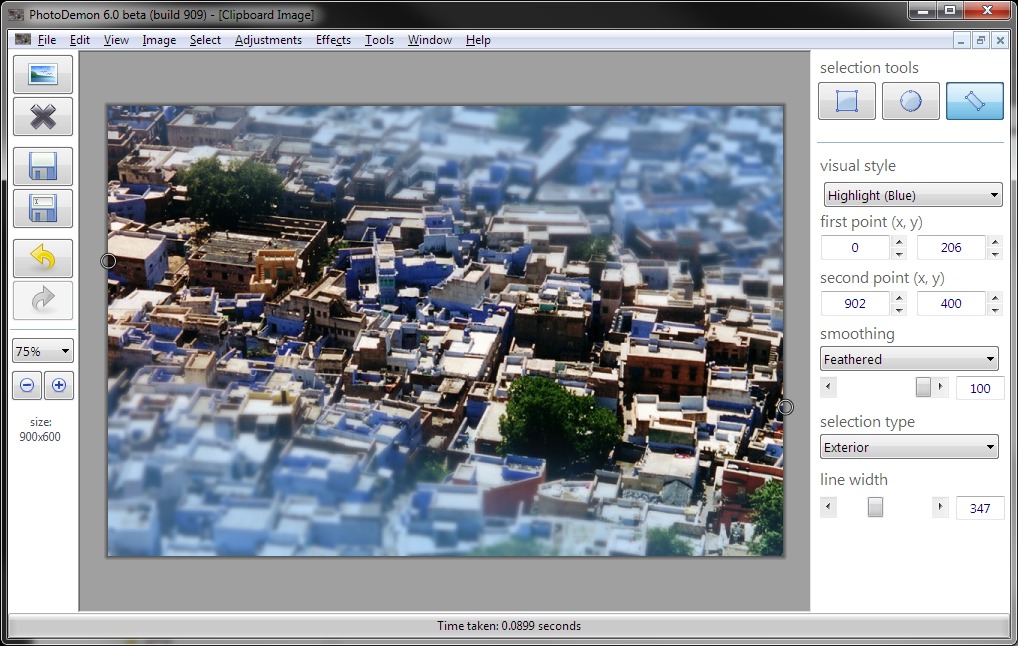 PhotoDemon 6.0 beta (build 909) - [Clipboard Image]
File Edit View Image Select Adjustments Effects Tools Window Help
75%
size:
900x600
selection tools
visual style
Highlight (Blue)
first point (x, y)
0 206
second point (x, y)
902 400
smoothing
Feathered
100
selection type
Exterior
line width
347
Time taken: 0.0899 seconds